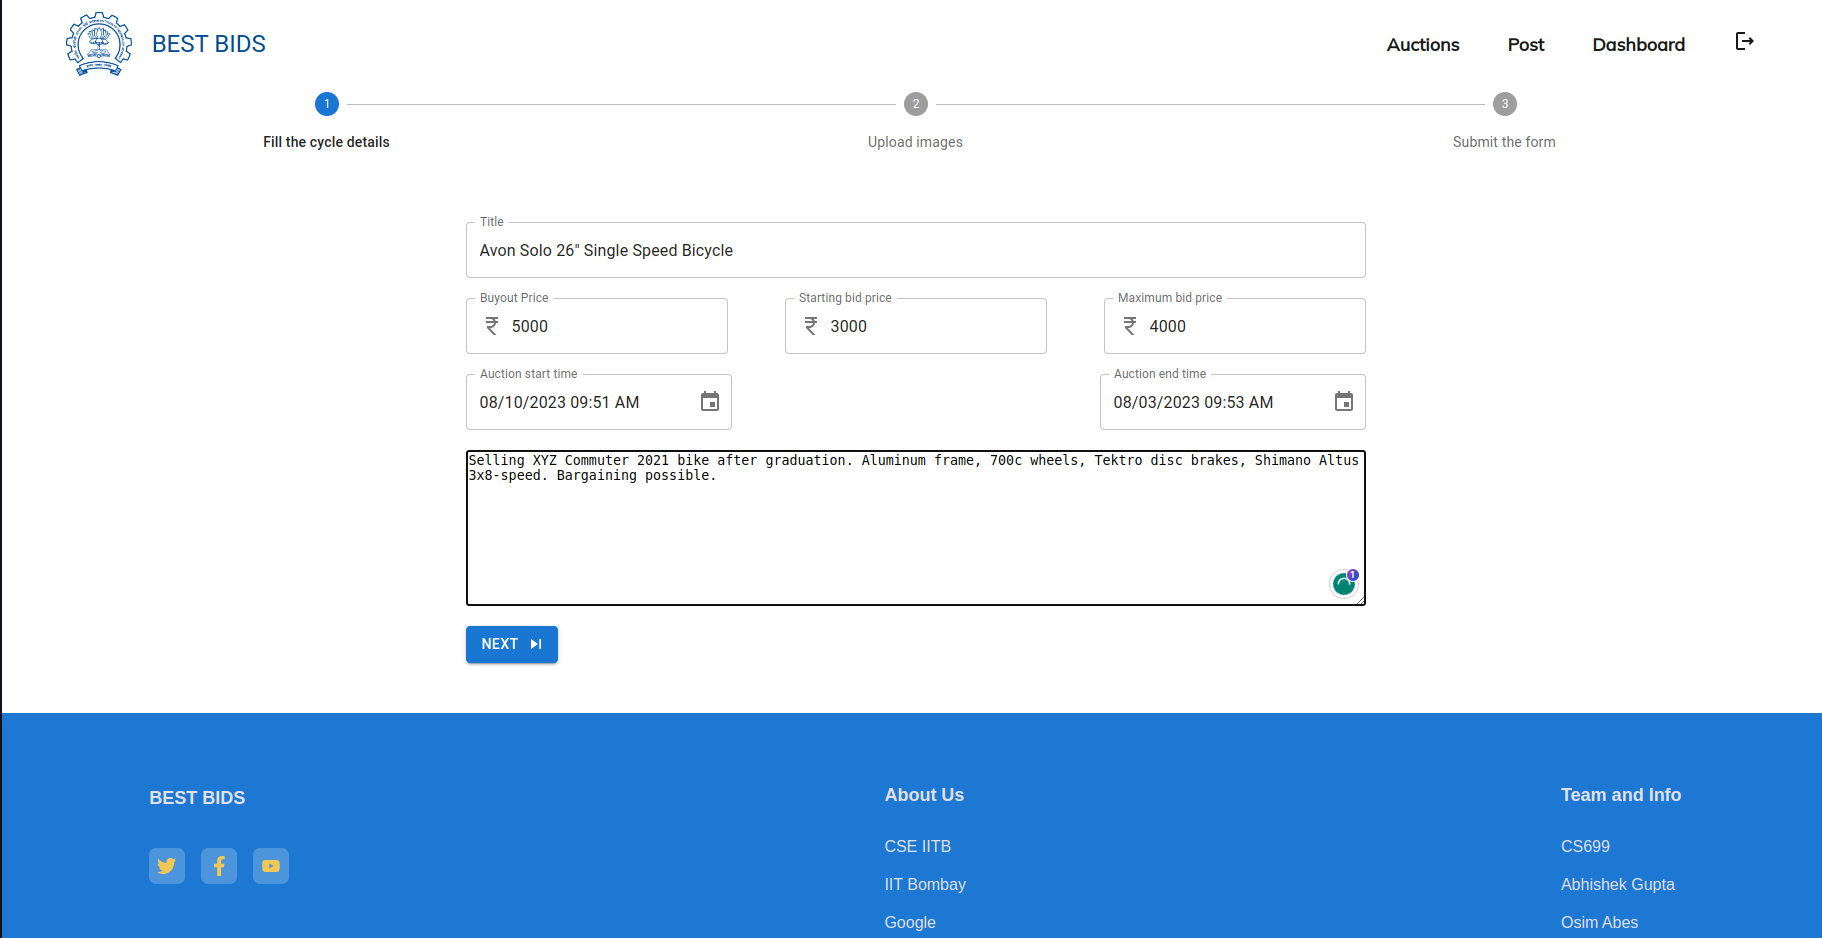 BEST BIDS
Auctions Post Dashboard
1 2 3
Fill the cycle details Upload images Submit the form
Title
Avon Solo 26" Single Speed Bicycle
Buyout Price Starting bid price Maximum bid price
₹ 5000 ₹ 3000 ₹ 4000
Auction start time Auction end time
08/10/2023 09:51 AM 08/03/2023 09:53 AM
Selling XYZ Commuter 2021 bike after graduation. Aluminum frame, 700c wheels, Tektro disc brakes, Shimano Altus
3x8-speed. Bargaining possible.
1
NEXT
BEST BIDS About Us Team and Info
CSE IITB CS699
IIT Bombay Abhishek Gupta
Google Osim Abes